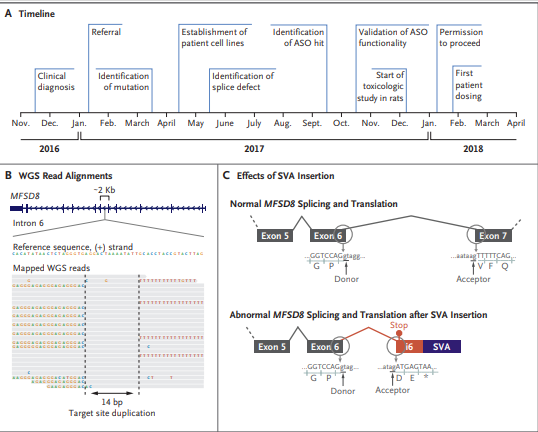 A Timeline
Referral
Establishment of
patient cell lines
Identification
of ASO hit
Validation of ASO
functionality
Permission
to proceed
Clinical
diagnosis
Identification
of mutation
Identification of
splice defect
Start of
toxicologic
study in rats
First
patient
dosing
Nov. Dec. Jan. Feb. March April May June July Aug. Sept. Oct. Nov. Dec. Jan. Feb. March April
2016 2017 2018
B WGS Read Alignments
MFSD8
~2 Kb
Intron 6
Reference sequence, (+) strand
Mapped WGS reads
14 bp
Target site duplication
C Effects of SVA Insertion
Normal MFSD8 Splicing and Translation
Exon 5 Exon 6 Exon 7
...GGTCCAGgtagg... ...aataagTTTTTCAG...
G P V F Q
Donor Acceptor
Abnormal MFSD8 Splicing and Translation after SVA Insertion
Stop
Exon 5 Exon 6 i6 SVA
...GGTCCAGgtag... ...atagATGAGTAA...
G P D E *
Donor Acceptor